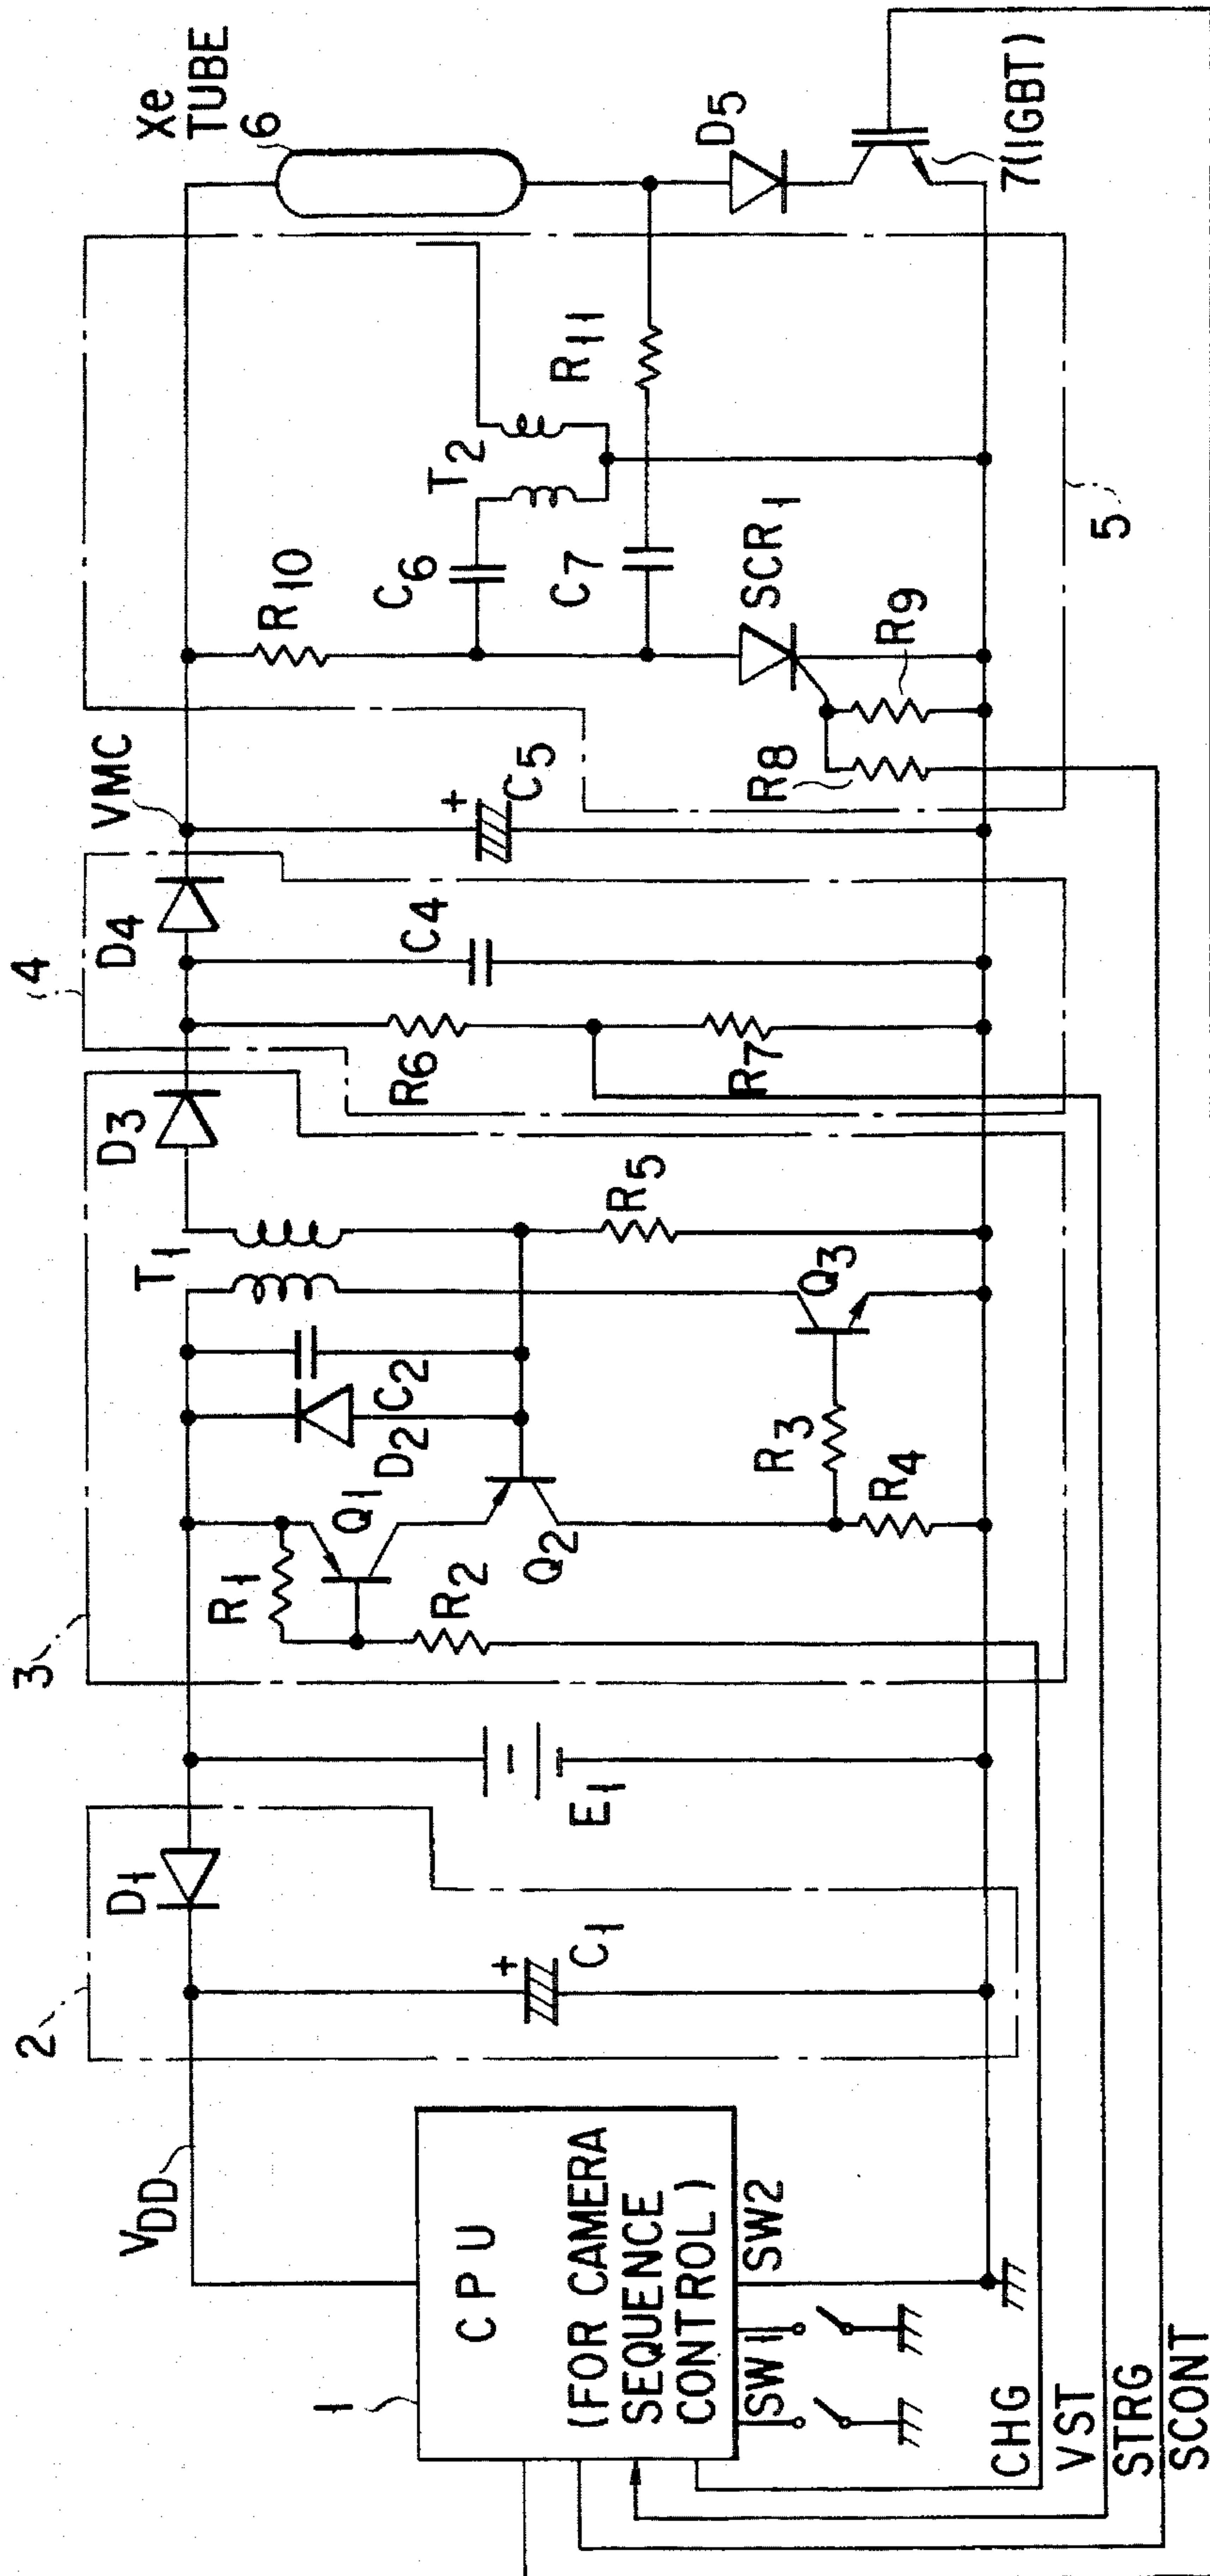 Xe
TUBE
6
D5
7(IGBT)
R11
T2
5
R10
C6
C7
SCR1
R9
R8
VMC
C5
4
D4
C4
R6
R7
D3
T1
R5
Q3
C2
D2
R3
R4
Q1
Q2
R1
R2
3
E1
D1
C1
2
VDD
1
CPU
(FOR CAMERA
SEQUENCE
CONTROL)
SW1
SW2
CHG
VST
STRG
SCONT